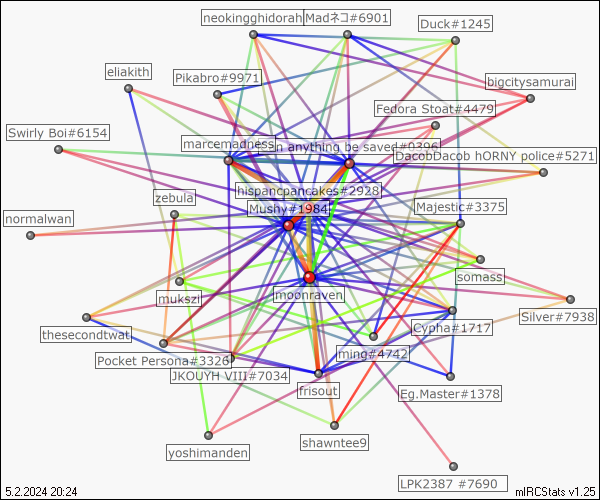 neokingghidorah
Madネコ#6901
Duck#1245
eliakith
Pikabro#9971
bigcitysamurai
Fedora Stoat#4479
Swirly Boi#6154
marcemadness
n anything be saved#0396
DacobDacob hORNY police#5271
hispancpancakes#2928
zebula
Mushy#1984
Majestic#3375
normalwan
somass
mukszi
moonraven
Silver#7938
thesecondtwat
Cypha#1717
ming#4742
Pocket Persona#3326
JKOUYH VIII#7034
frisout
Eg.Master#1378
shawntee9
yoshimanden
LPK2387 #7690
5.2.2024 20:24
mIRCStats v1.25